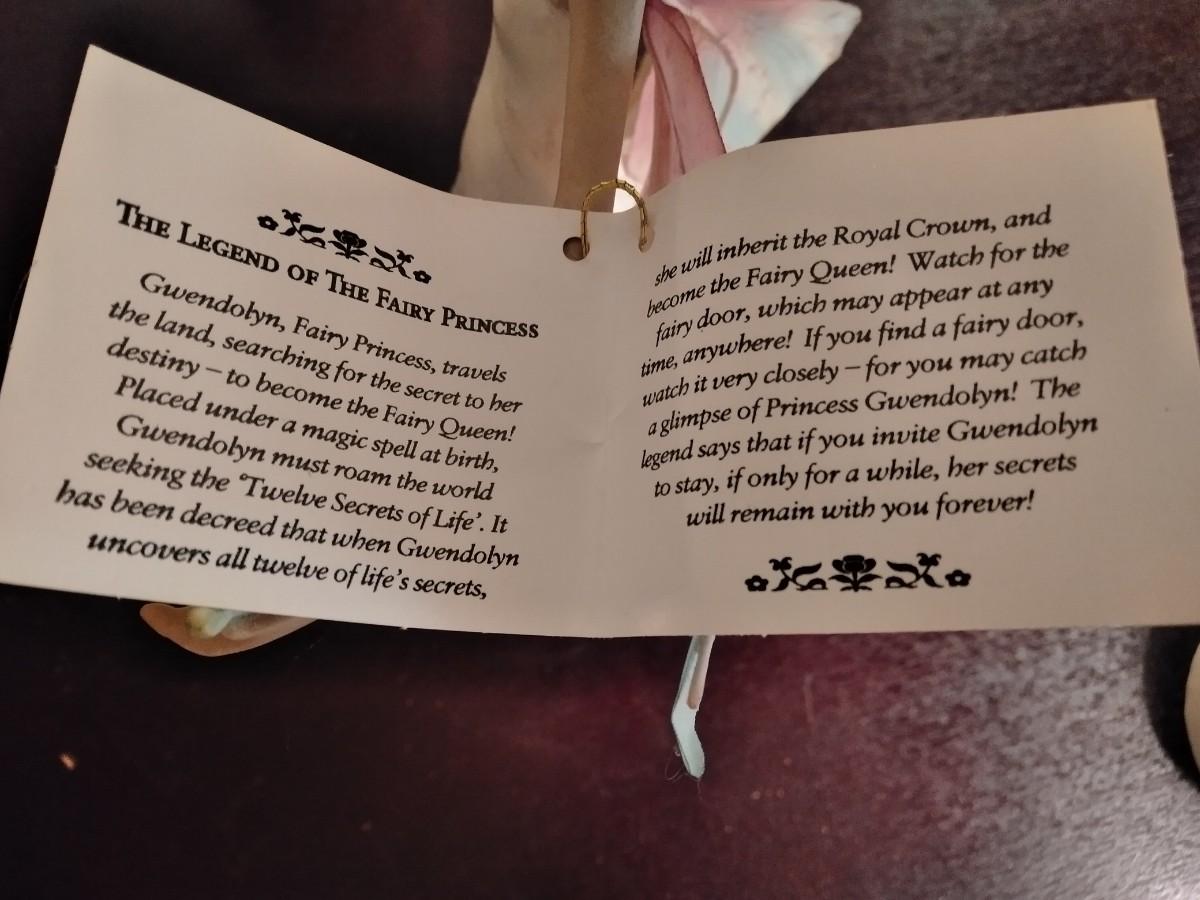 THE LEGEND OF THE FAIRY PRINCESS
Gwendolyn, Fairy Princess, travels
the land, searching for the secret to her
destiny – to become the Fairy Queen!
Placed under a magic spell at birth,
Gwendolyn must roam the world
seeking the 'Twelve Secrets of Life'. It
has been decreed that when Gwendolyn
uncovers all twelve of life's secrets,
she will inherit the Royal Crown, and
become the Fairy Queen! Watch for the
fairy door, which may appear at any
time, anywhere! If you find a fairy door,
watch it very closely – for you may catch
a glimpse of Princess Gwendolyn! The
legend says that if you invite Gwendolyn
to stay, if only for a while, her secrets
will remain with you forever!